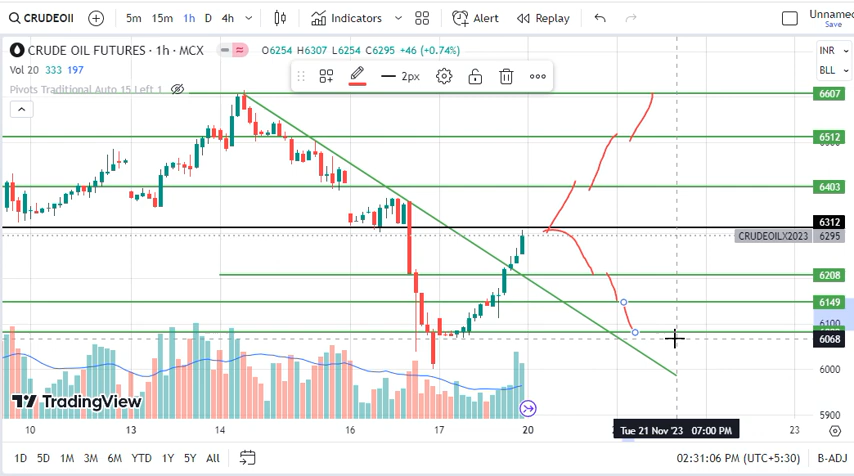 CRUDEOII 5m 15m 1h D 4h Indicators Alert Replay Unnamed
Save
CRUDE OIL FUTURES · 1h · MCX O6254 H6307 L6254 C6295 +46 (+0.74%) INR
Vol 20 333 197 BLL
2px
Pivots Traditional Auto 15 Left 1
6607
6512
6403
6312
CRUDEOILX2023 6295
6208
6149
6100
6068
6000
TradingView
5900
10 13 14 15 16 17 20 Tue 21 Nov '23 07:00 PM 23
1D 5D 1M 3M 6M YTD 1Y 5Y All 02:31:06 PM (UTC+5:30) B-ADJ